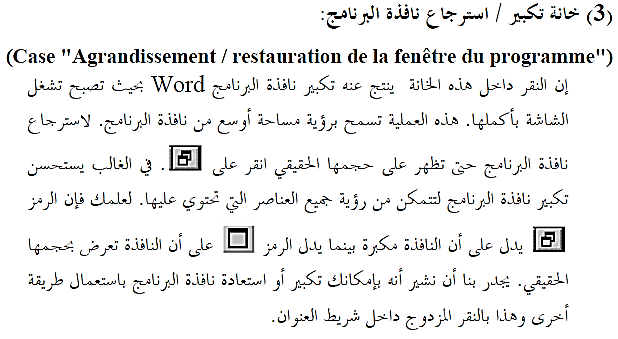 (3) خانة تكبير / استرجاع نافذة البرنامج:
(Case "Agrandissement / restauration de la fenêtre du programme")
إن النقر داخل هذه الخانة ينتج عنه تكبير نافذة البرنامج Word بحيث تصبح تشغل
الشاشة بأكملها. هذه العملية تسمح برؤية مساحة أوسع من نافذة البرنامج. لاسترجاع
نافذة البرنامج حتى تظهر على حجمها الحقيقي انقر على . في الغالب يستحسن
تكبير نافذة البرنامج لتتمكن من رؤية جميع العناصر التي تحتوي عليها. لعلمك فإن الرمز
يدل على أن النافذة مكبرة بينما يدل الرمز على أن النافذة تعرض بحجمها
الحقيقي. يجدر بنا أن نشير أنه بإمكانك تكبير أو استعادة نافذة البرنامج باستعمال طريقة
أخرى وهذا بالنقر المزدوج داخل شريط العنوان.